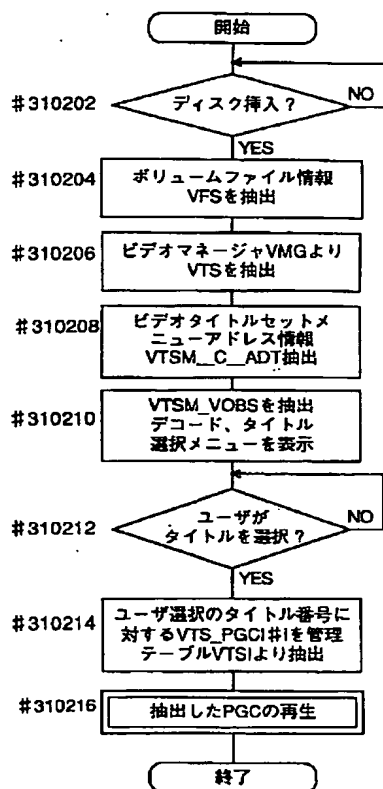 開始
#310202
ディスク挿入？
NO
YES
#310204
ボリュームファイル情報
VFSを抽出
#310206
ビデオマネージャVMGより
VTSを抽出
#310208
ビデオタイトルセットメ
ニューアドレス情報
VTSM__C__ADT抽出
#310210
VTSM_VOBSを抽出
デコード、タイトル
選択メニューを表示
#310212
ユーザが
タイトルを選択？
NO
YES
#310214
ユーザ選択のタイトル番号に
対するVTS_PGCI#Iを管理
テーブルVTSIより抽出
#310216
抽出したPGCの再生
終了